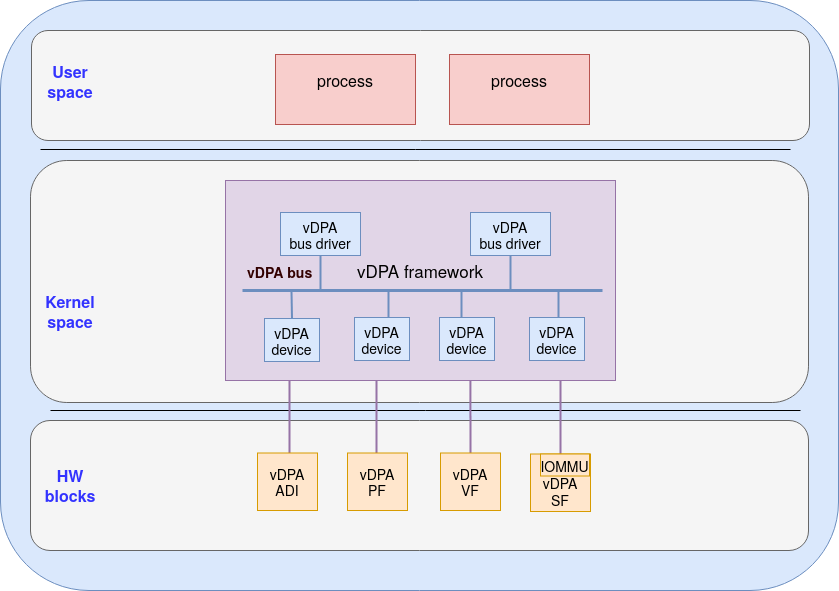 User
space
process
process
vDPA
bus driver
vDPA
bus driver
vDPA bus
vDPA framework
Kernel
space
vDPA
device
vDPA
device
vDPA
device
vDPA
device
HW
blocks
vDPA
ADI
vDPA
PF
vDPA
VF
IOMMU
vDPA
SF